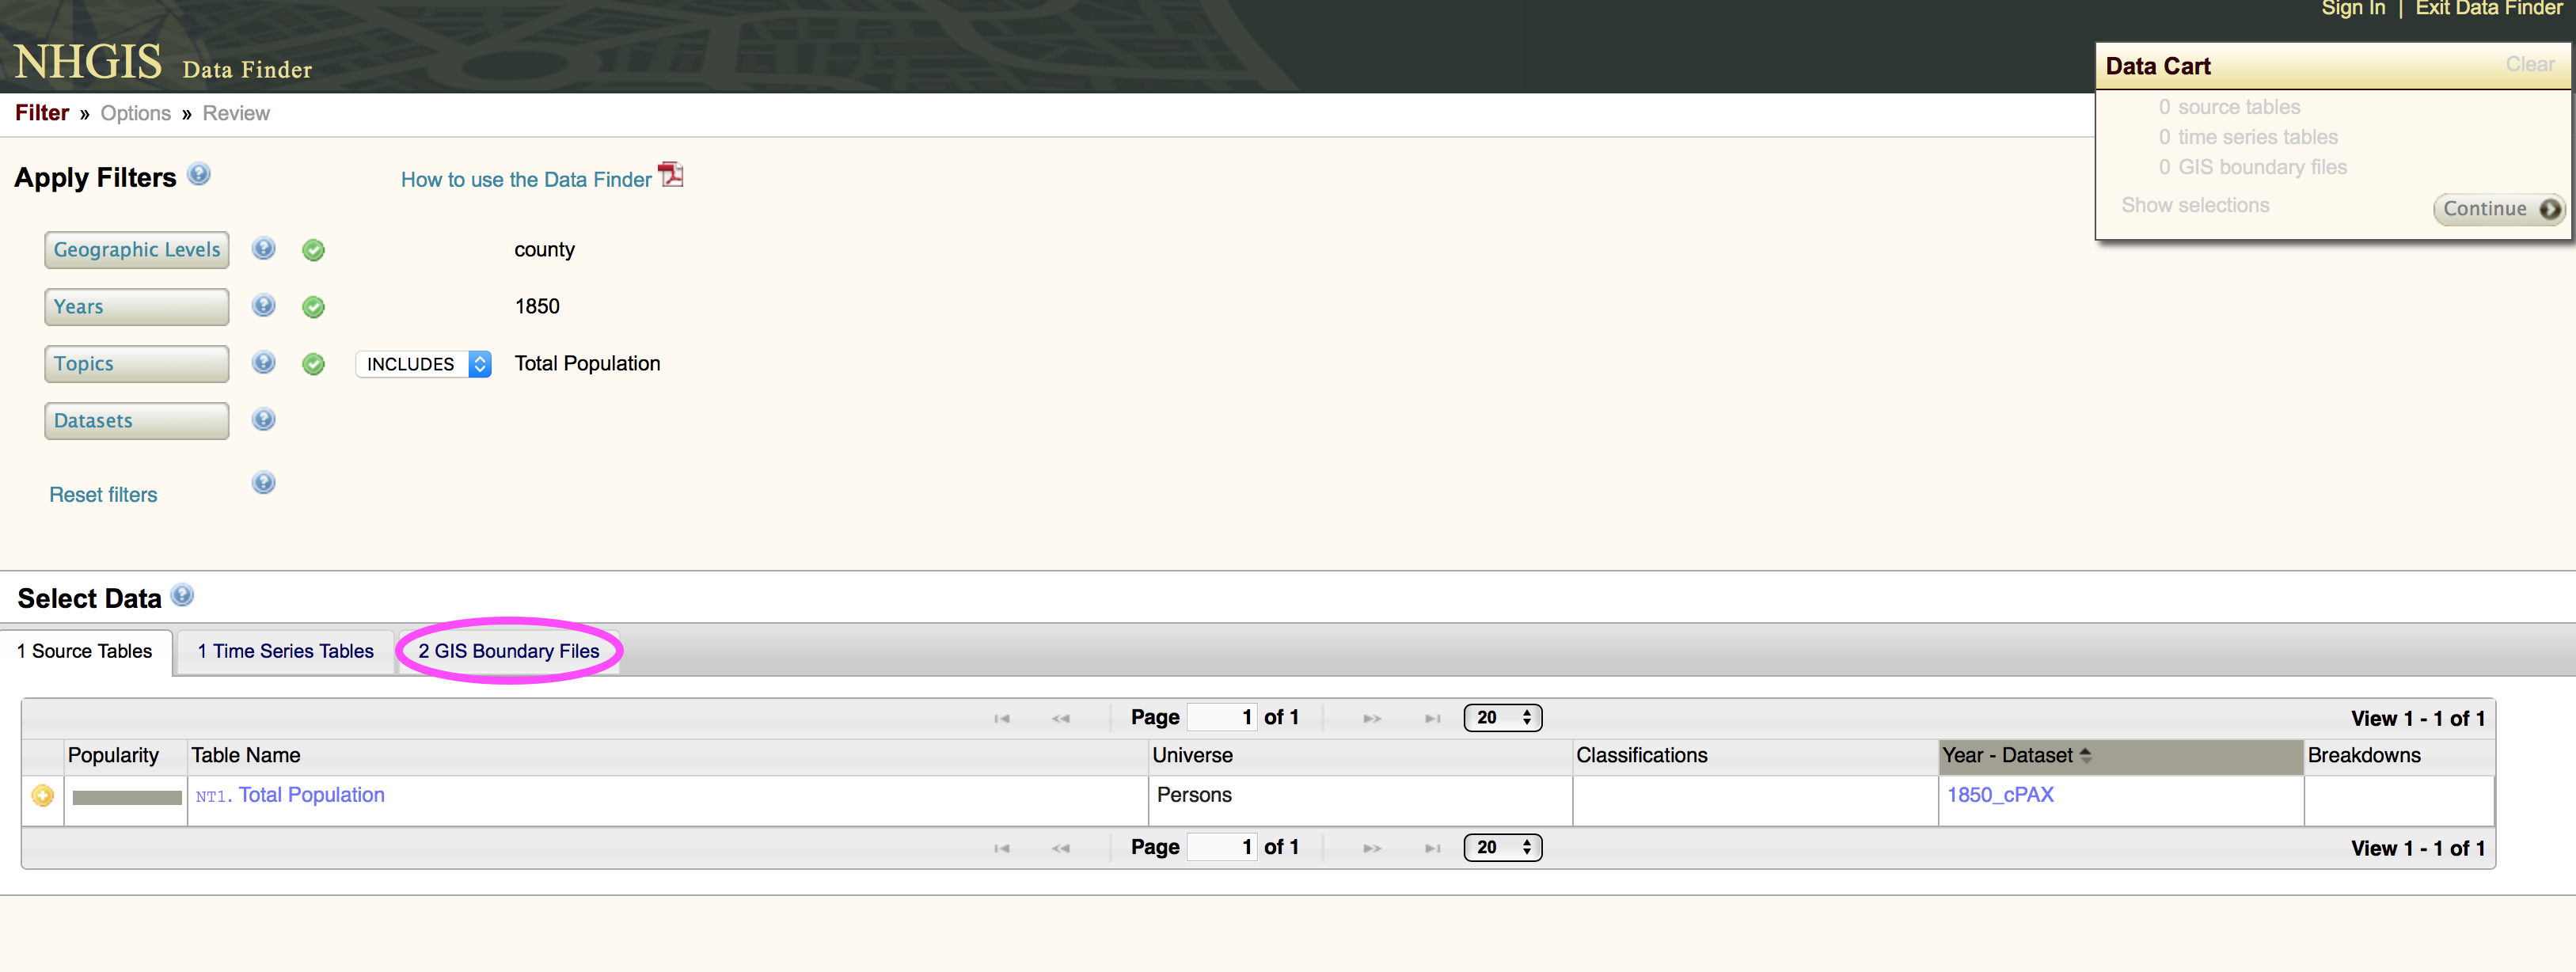 Sign In | Exit Data Finder
NHGIS Data Finder
Data Cart Clear
Filter » Options » Review
0 source tables
0 time series tables
0 GIS boundary files
Show selections Continue
Apply Filters How to use the Data Finder
Geographic Levels county
Years 1850
Topics INCLUDES Total Population
Datasets
Reset filters
Select Data
1 Source Tables 1 Time Series Tables 2 GIS Boundary Files
Page 1 of 1 20 View 1 - 1 of 1
Popularity Table Name Universe Classifications Year - Dataset Breakdowns
NT1. Total Population Persons 1850_cPAX
Page 1 of 1 20 View 1 - 1 of 1